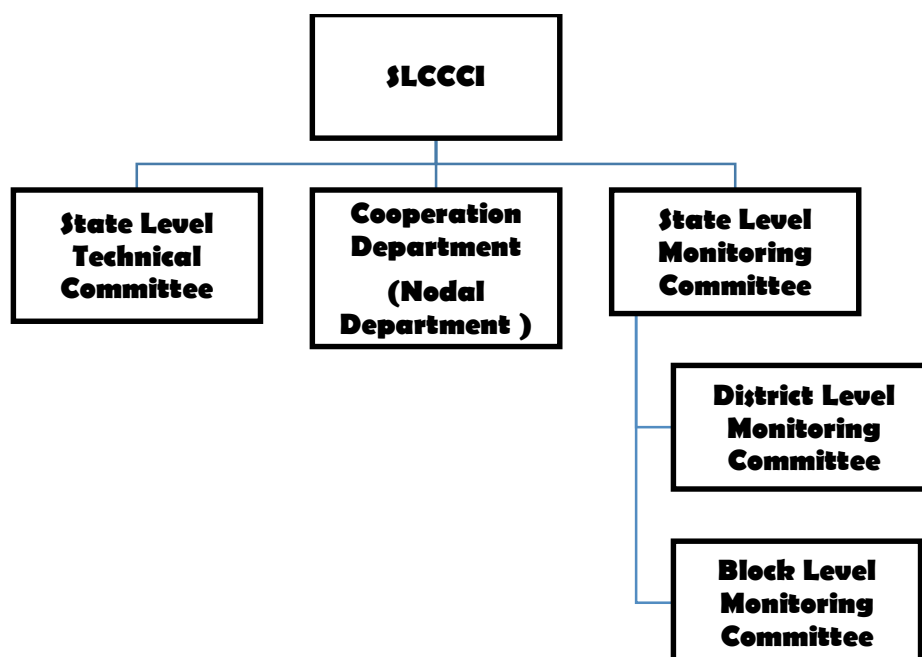 SLCCCI
State Level
Technical
Committee
Cooperation
Department
(Nodal
Department )
State Level
Monitoring
Committee
District Level
Monitoring
Committee
Block Level
Monitoring
Committee